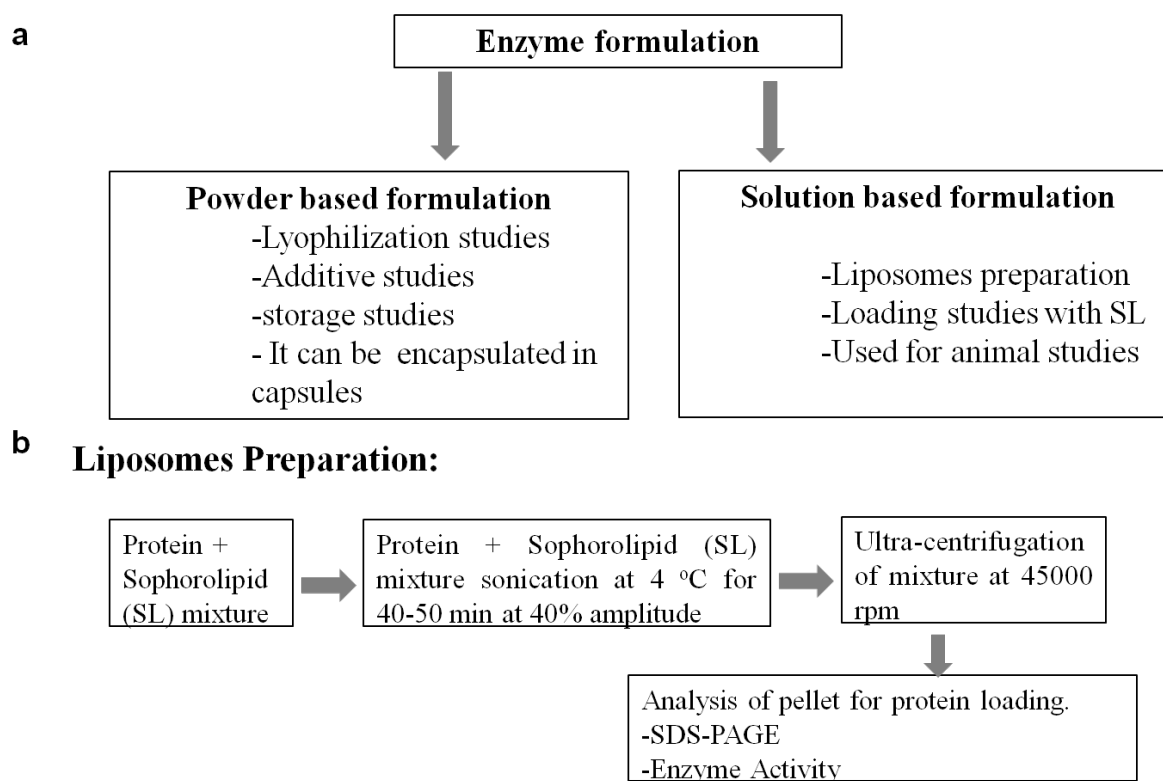 a
Enzyme formulation
Powder based formulation
-Lyophilization studies
-Additive studies
-storage studies
- It can be encapsulated in
capsules
Solution based formulation
-Liposomes preparation
-Loading studies with SL
-Used for animal studies
b
Liposomes Preparation:
Protein +
Sophorolipid
(SL) mixture
Protein + Sophorolipid (SL)
mixture sonication at 4 °C for
40-50 min at 40% amplitude
Ultra-centrifugation
of mixture at 45000
rpm
Analysis of pellet for protein loading.
-SDS-PAGE
-Enzyme Activity